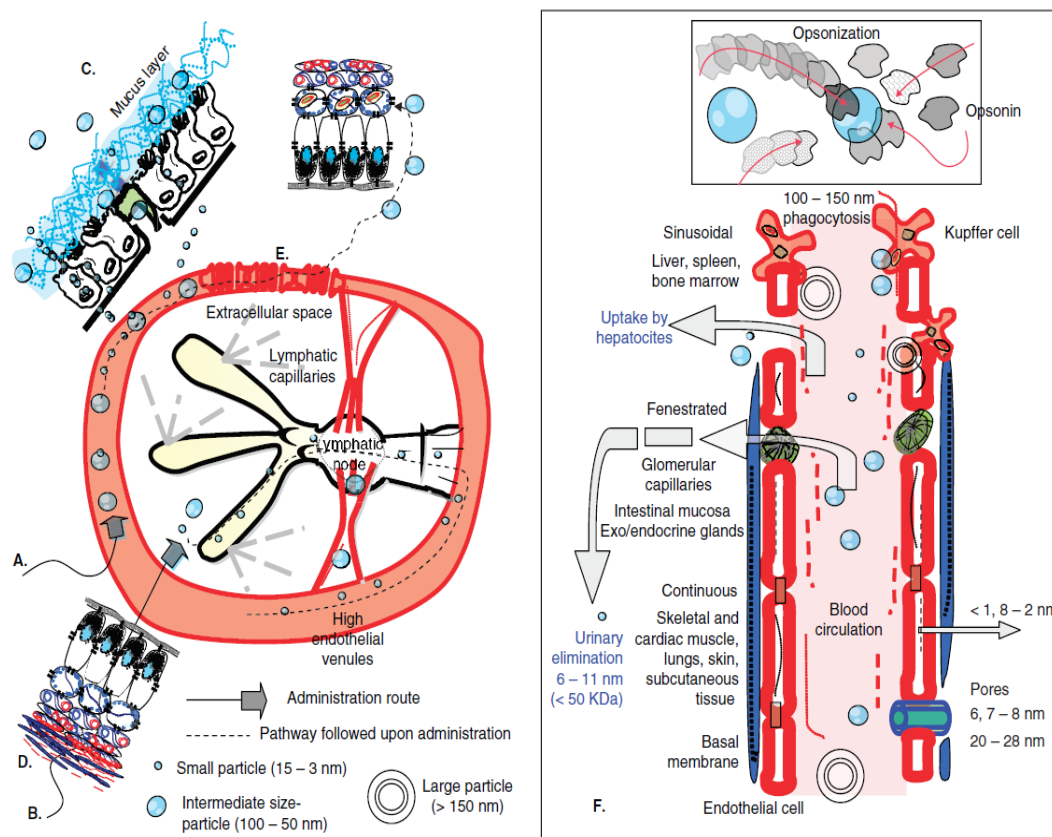 C.
Mucus layer
E.
Extracellular space
Lymphatic
capillaries
ymphatic
node
A.
High
endothelial
venules
Administration route
Pathway followed upon administration
D.
Small particle (15 – 3 nm)
B.
Intermediate size-
particle (100 – 50 nm)
Large particle
(> 150 nm)
Opsonization
Opsonin
100 – 150 nm
phagocytosis
Sinusoidal
Kupffer cell
Liver, spleen,
bone marrow
Uptake by
hepatocites
Fenestrated
Glomerular
capillaries
Intestinal mucosa
Exo/endocrine glands
Continuous
Blood
circulation
< 1, 8 – 2 nm
Skeletal and
cardiac muscle,
lungs, skin,
subcutaneous
tissue
Urinary
elimination
6 – 11 nm
(< 50 KDa)
Pores
6, 7 – 8 nm
20 – 28 nm
Basal
membrane
Endothelial cell
F.